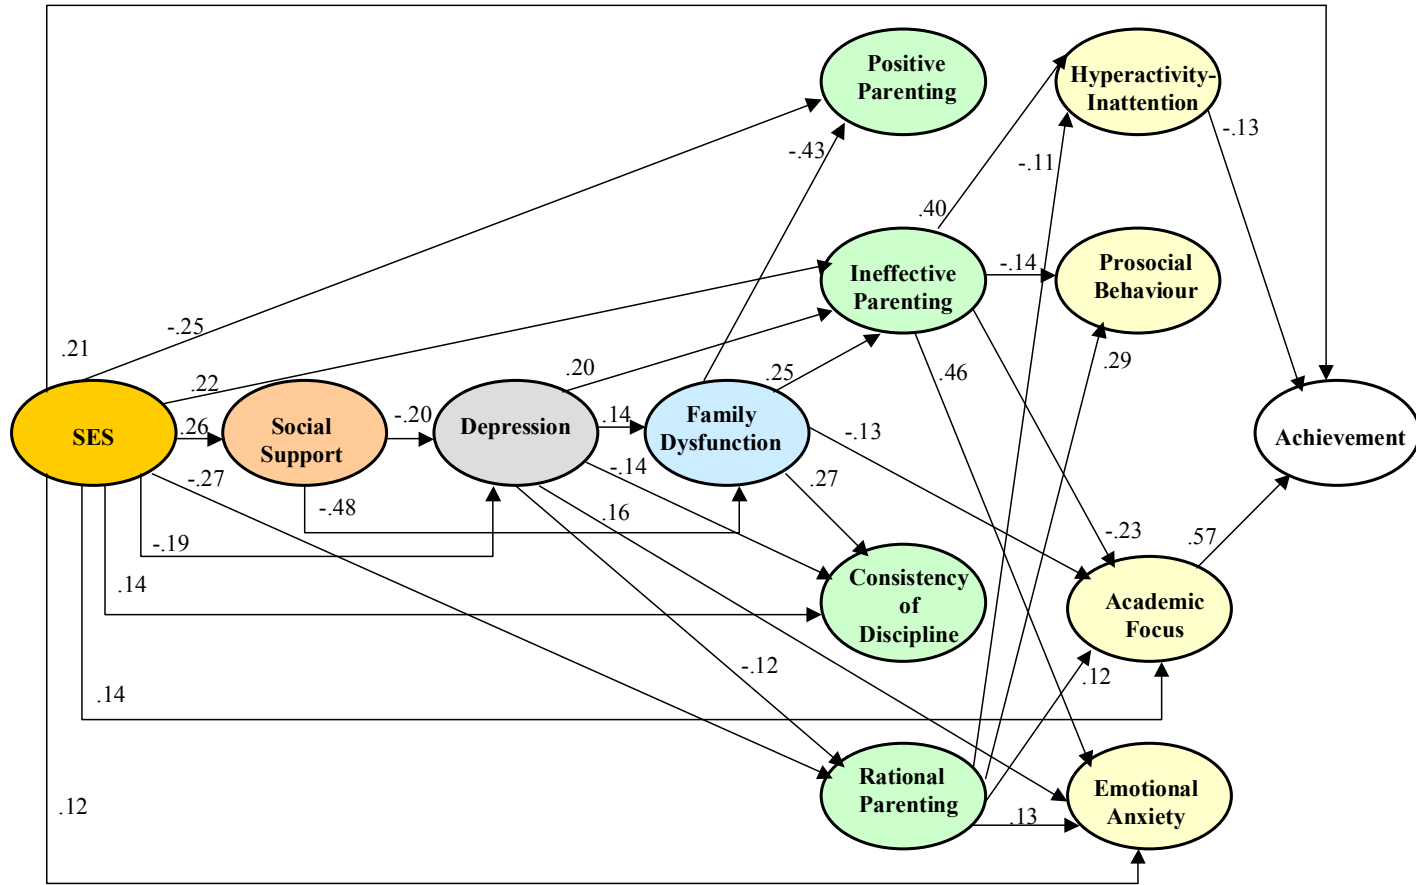 Positive
Parenting
Hyperactivity-
Inattention
-.13
-.43
-.11
.40
Ineffective
Parenting
-.14
Prosocial
Behaviour
-.25
.21
.22
.20
.25
.46
.29
SES
.26
Social
Support
-.20
Depression
.14
Family
Dysfunction
-.13
Achievement
-.27
-.48
-.14
.27
.16
-.19
-.23
.57
.14
Consistency
of
Discipline
Academic
Focus
-.12
.12
.14
Rational
Parenting
.13
Emotional
Anxiety
.12